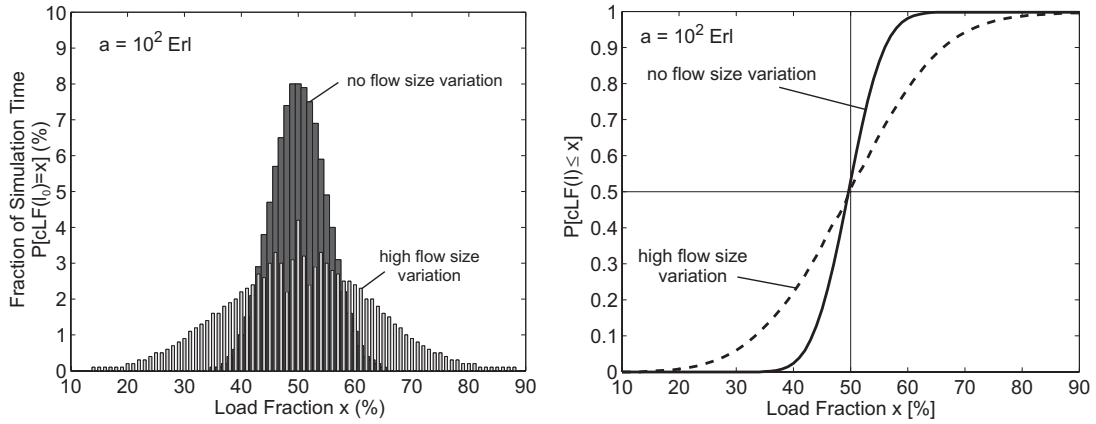 10
9
8
7
6
5
4
3
2
1
0
Fraction of Simulation Time
P[cLF(l₀)=x] (%)
a = 10² Erl
no flow size variation
high flow size
variation
10 20 30 40 50 60 70 80 90
Load Fraction x (%)
1
0.9
0.8
0.7
0.6
0.5
0.4
0.3
0.2
0.1
0
P[cLF(l) ≤ x]
a = 10² Erl
no flow size variation
high flow size
variation
10 20 30 40 50 60 70 80 90
Load Fraction x [%]